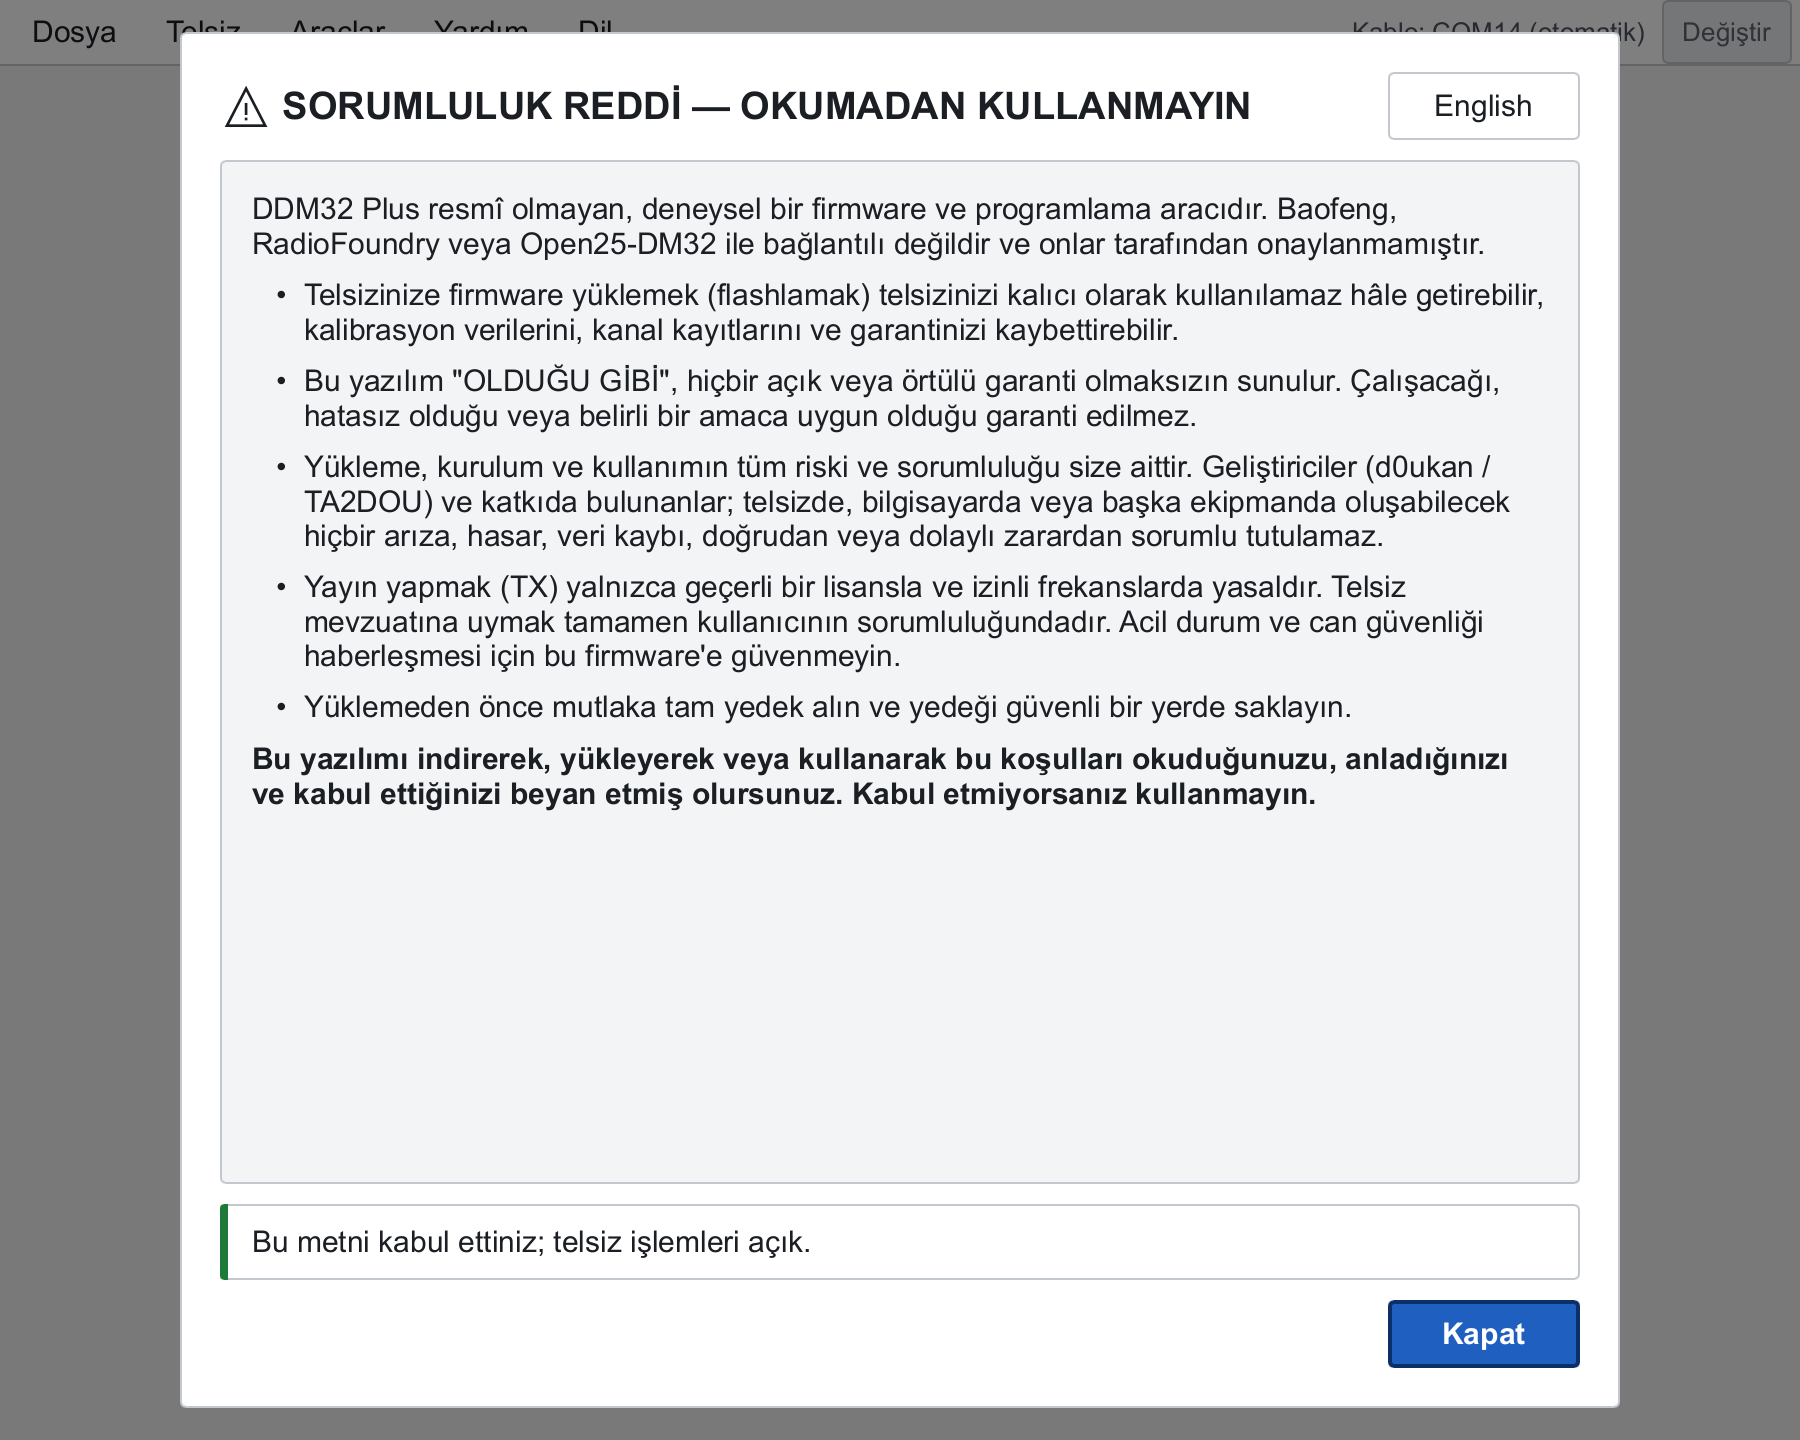 Dosya Telsiz Araçlar Yardım Dil Kablo: COM14 (otomatik) Değiştir
SORUMLULUK REDDİ — OKUMADAN KULLANMAYIN
English
DDM32 Plus resmî olmayan, deneysel bir firmware ve programlama aracıdır. Baofeng,
RadioFoundry veya Open25-DM32 ile bağlantılı değildir ve onlar tarafından onaylanmamıştır.
• Telsizinize firmware yüklemek (flashlamak) telsizinizi kalıcı olarak kullanılamaz hâle getirebilir,
kalibrasyon verilerini, kanal kayıtlarını ve garantinizi kaybettirebilir.
• Bu yazılım "OLDUĞU GİBİ", hiçbir açık veya örtülü garanti olmaksızın sunulur. Çalışacağı,
hatasız olduğu veya belirli bir amaca uygun olduğu garanti edilmez.
• Yükleme, kurulum ve kullanımın tüm riski ve sorumluluğu size aittir. Geliştiriciler (d0ukan /
TA2DOU) ve katkıda bulunanlar; telsizde, bilgisayarda veya başka ekipmanda oluşabilecek
hiçbir arıza, hasar, veri kaybı, doğrudan veya dolaylı zarardan sorumlu tutulamaz.
• Yayın yapmak (TX) yalnızca geçerli bir lisansla ve izinli frekanslarda yasaldır. Telsiz
mevzuatına uymak tamamen kullanıcının sorumluluğundadır. Acil durum ve can güvenliği
haberleşmesi için bu firmware'e güvenmeyin.
• Yüklemeden önce mutlaka tam yedek alın ve yedeği güvenli bir yerde saklayın.
Bu yazılımı indirerek, yükleyerek veya kullanarak bu koşulları okuduğunuzu, anladığınızı
ve kabul ettiğinizi beyan etmiş olursunuz. Kabul etmiyorsanız kullanmayın.
Bu metni kabul ettiniz; telsiz işlemleri açık.
Kapat